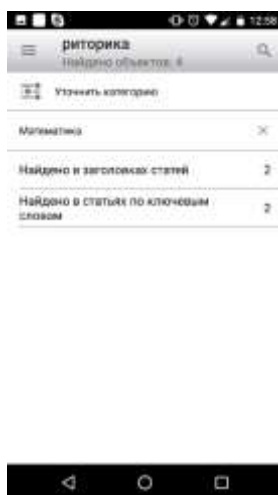 12:58
риторика
Найдено объектов: 4
Уточнить категорию
Математика
Найдено в заголовках статей 2
Найдено в статьях по ключевым 2
словам